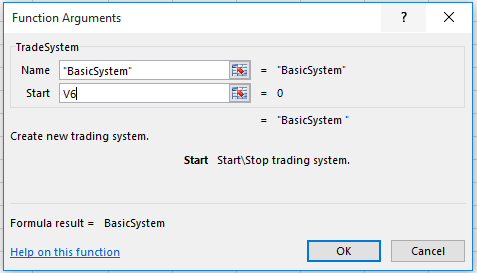 Function Arguments ? ×
TradeSystem
Name "BasicSystem" = "BasicSystem"
Start V6 = 0
= "BasicSystem "
Create new trading system.
Start Start\Stop trading system.
Formula result = BasicSystem
Help on this function OK Cancel